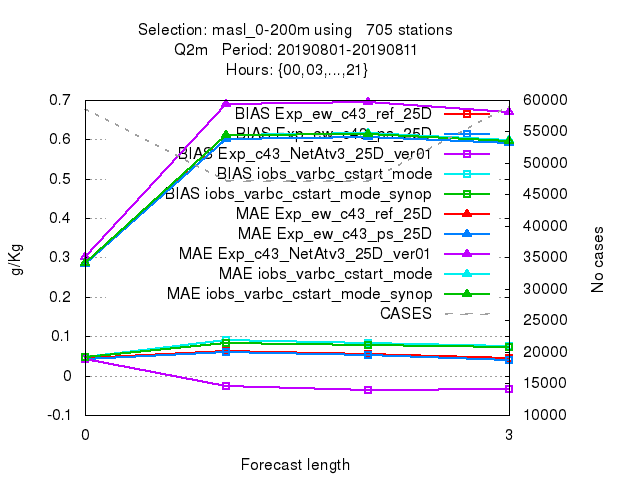 Selection: masl_0-200m using 705 stations
Q2m Period: 20190801-20190811
Hours: {00,03,...,21}
0.7
0.6
0.5
0.4
0.3
0.2
0.1
0
-0.1
g/Kg
BIAS Exp_ew_c43_ref_25D
BIAS Exp_ew_c43_ps_25D
BIAS Exp_c43_NetAtv3_25D_ver01
BIAS iobs_varbc_cstart_mode
BIAS iobs_varbc_cstart_mode_synop
MAE Exp_ew_c43_ref_25D
MAE Exp_ew_c43_ps_25D
MAE Exp_c43_NetAtv3_25D_ver01
MAE iobs_varbc_cstart_mode
MAE iobs_varbc_cstart_mode_synop
CASES
60000
55000
50000
45000
40000
35000
30000
25000
20000
15000
10000
No cases
0
3
Forecast length